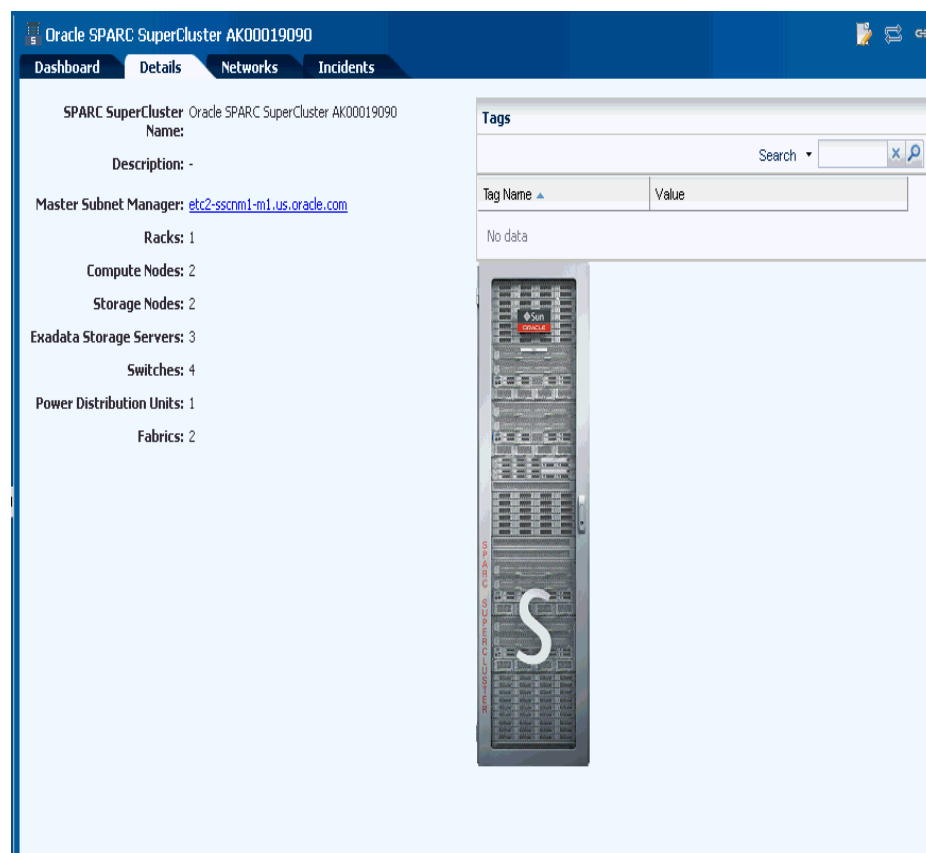 Oracle SPARC SuperCluster AK00019090
Dashboard Details Networks Incidents
SPARC SuperCluster Name: Oracle SPARC SuperCluster AK00019090
Description: -
Master Subnet Manager: etc2-sscnm1-m1.us.oracle.com
Racks: 1
Compute Nodes: 2
Storage Nodes: 2
Exadata Storage Servers: 3
Switches: 4
Power Distribution Units: 1
Fabrics: 2
Tags
Search
Tag Name Value
No data
Sun
ORACLE
SPARC SUPERCLUSTER
S